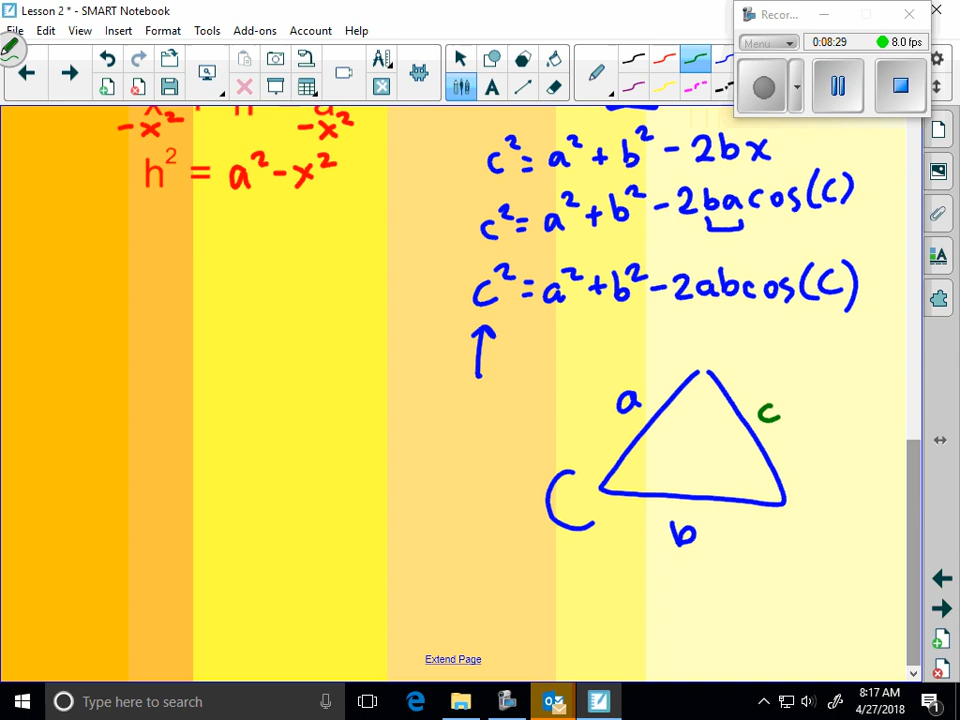 Lesson 2 * - SMART Notebook
Recor...
File Edit View Insert Format Tools Add-ons Account Help
Menu
0:08:29
8.0 fps
-x² -x²
h² = a² - x²
c² = a² + b² - 2bx
c² = a² + b² - 2bacos(C)
c² = a² + b² - 2abcos(C)
a
c
C
b
Extend Page
Type here to search
8:17 AM
4/27/2018
1